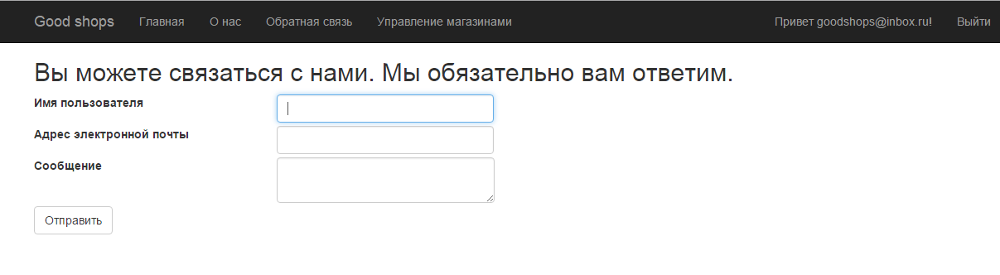 Good shops Главная О нас Обратная связь Управление магазинами Привет goodshops@inbox.ru! Выйти
Вы можете связаться с нами. Мы обязательно вам ответим.
Имя пользователя
Адрес электронной почты
Сообщение
Отправить